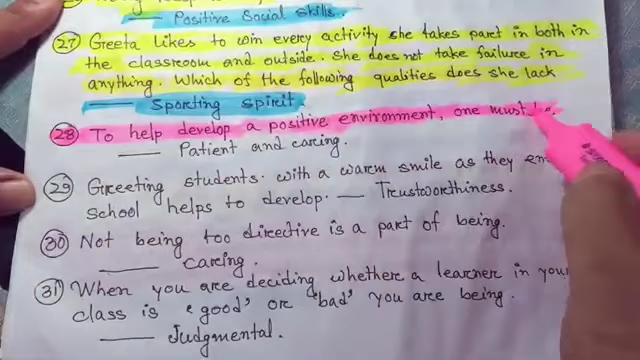 — Positive Social Skills.
(27) Greeta likes to win every activity she takes part in both in
the classroom and outside. She does not take failure in
anything. Which of the following qualities does she lack
— Sporting Spirit.
(28) To help develop a positive environment, one must
— Patient and caring.
(29) Greeting students with a warm smile as they
school helps to develop. — Trustworthiness.
(30) Not being too directive is a part of being.
— caring.
(31) When you are deciding whether a learner in your
class is 'good' or 'bad' you are being.
— Judgmental.